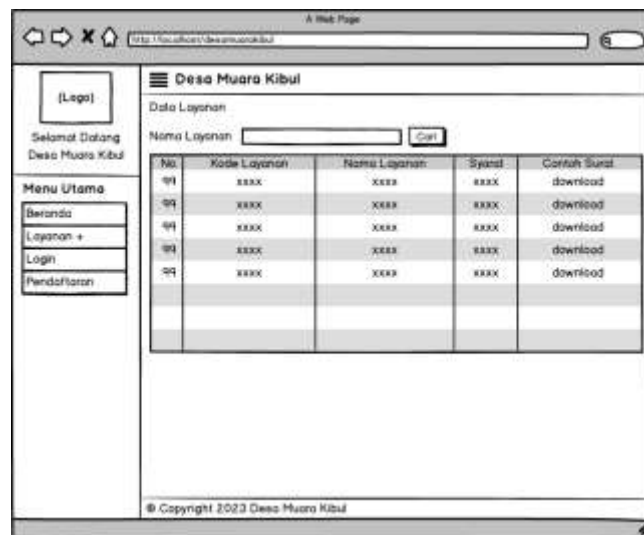 A Web Page
http://localhost/desamuarakibul
{Logo}
Selamat Datang
Desa Muara Kibul
Menu Utama
Beranda
Layanan +
Login
Pendaftaran
Desa Muara Kibul
Data Layanan
Nama Layanan Cari
No. Kode Layanan Nama Layanan Syarat Contoh Surat
99 xxxx xxxx xxxx download
99 xxxx xxxx xxxx download
99 xxxx xxxx xxxx download
99 xxxx xxxx xxxx download
99 xxxx xxxx xxxx download
© Copyright 2023 Desa Muara Kibul